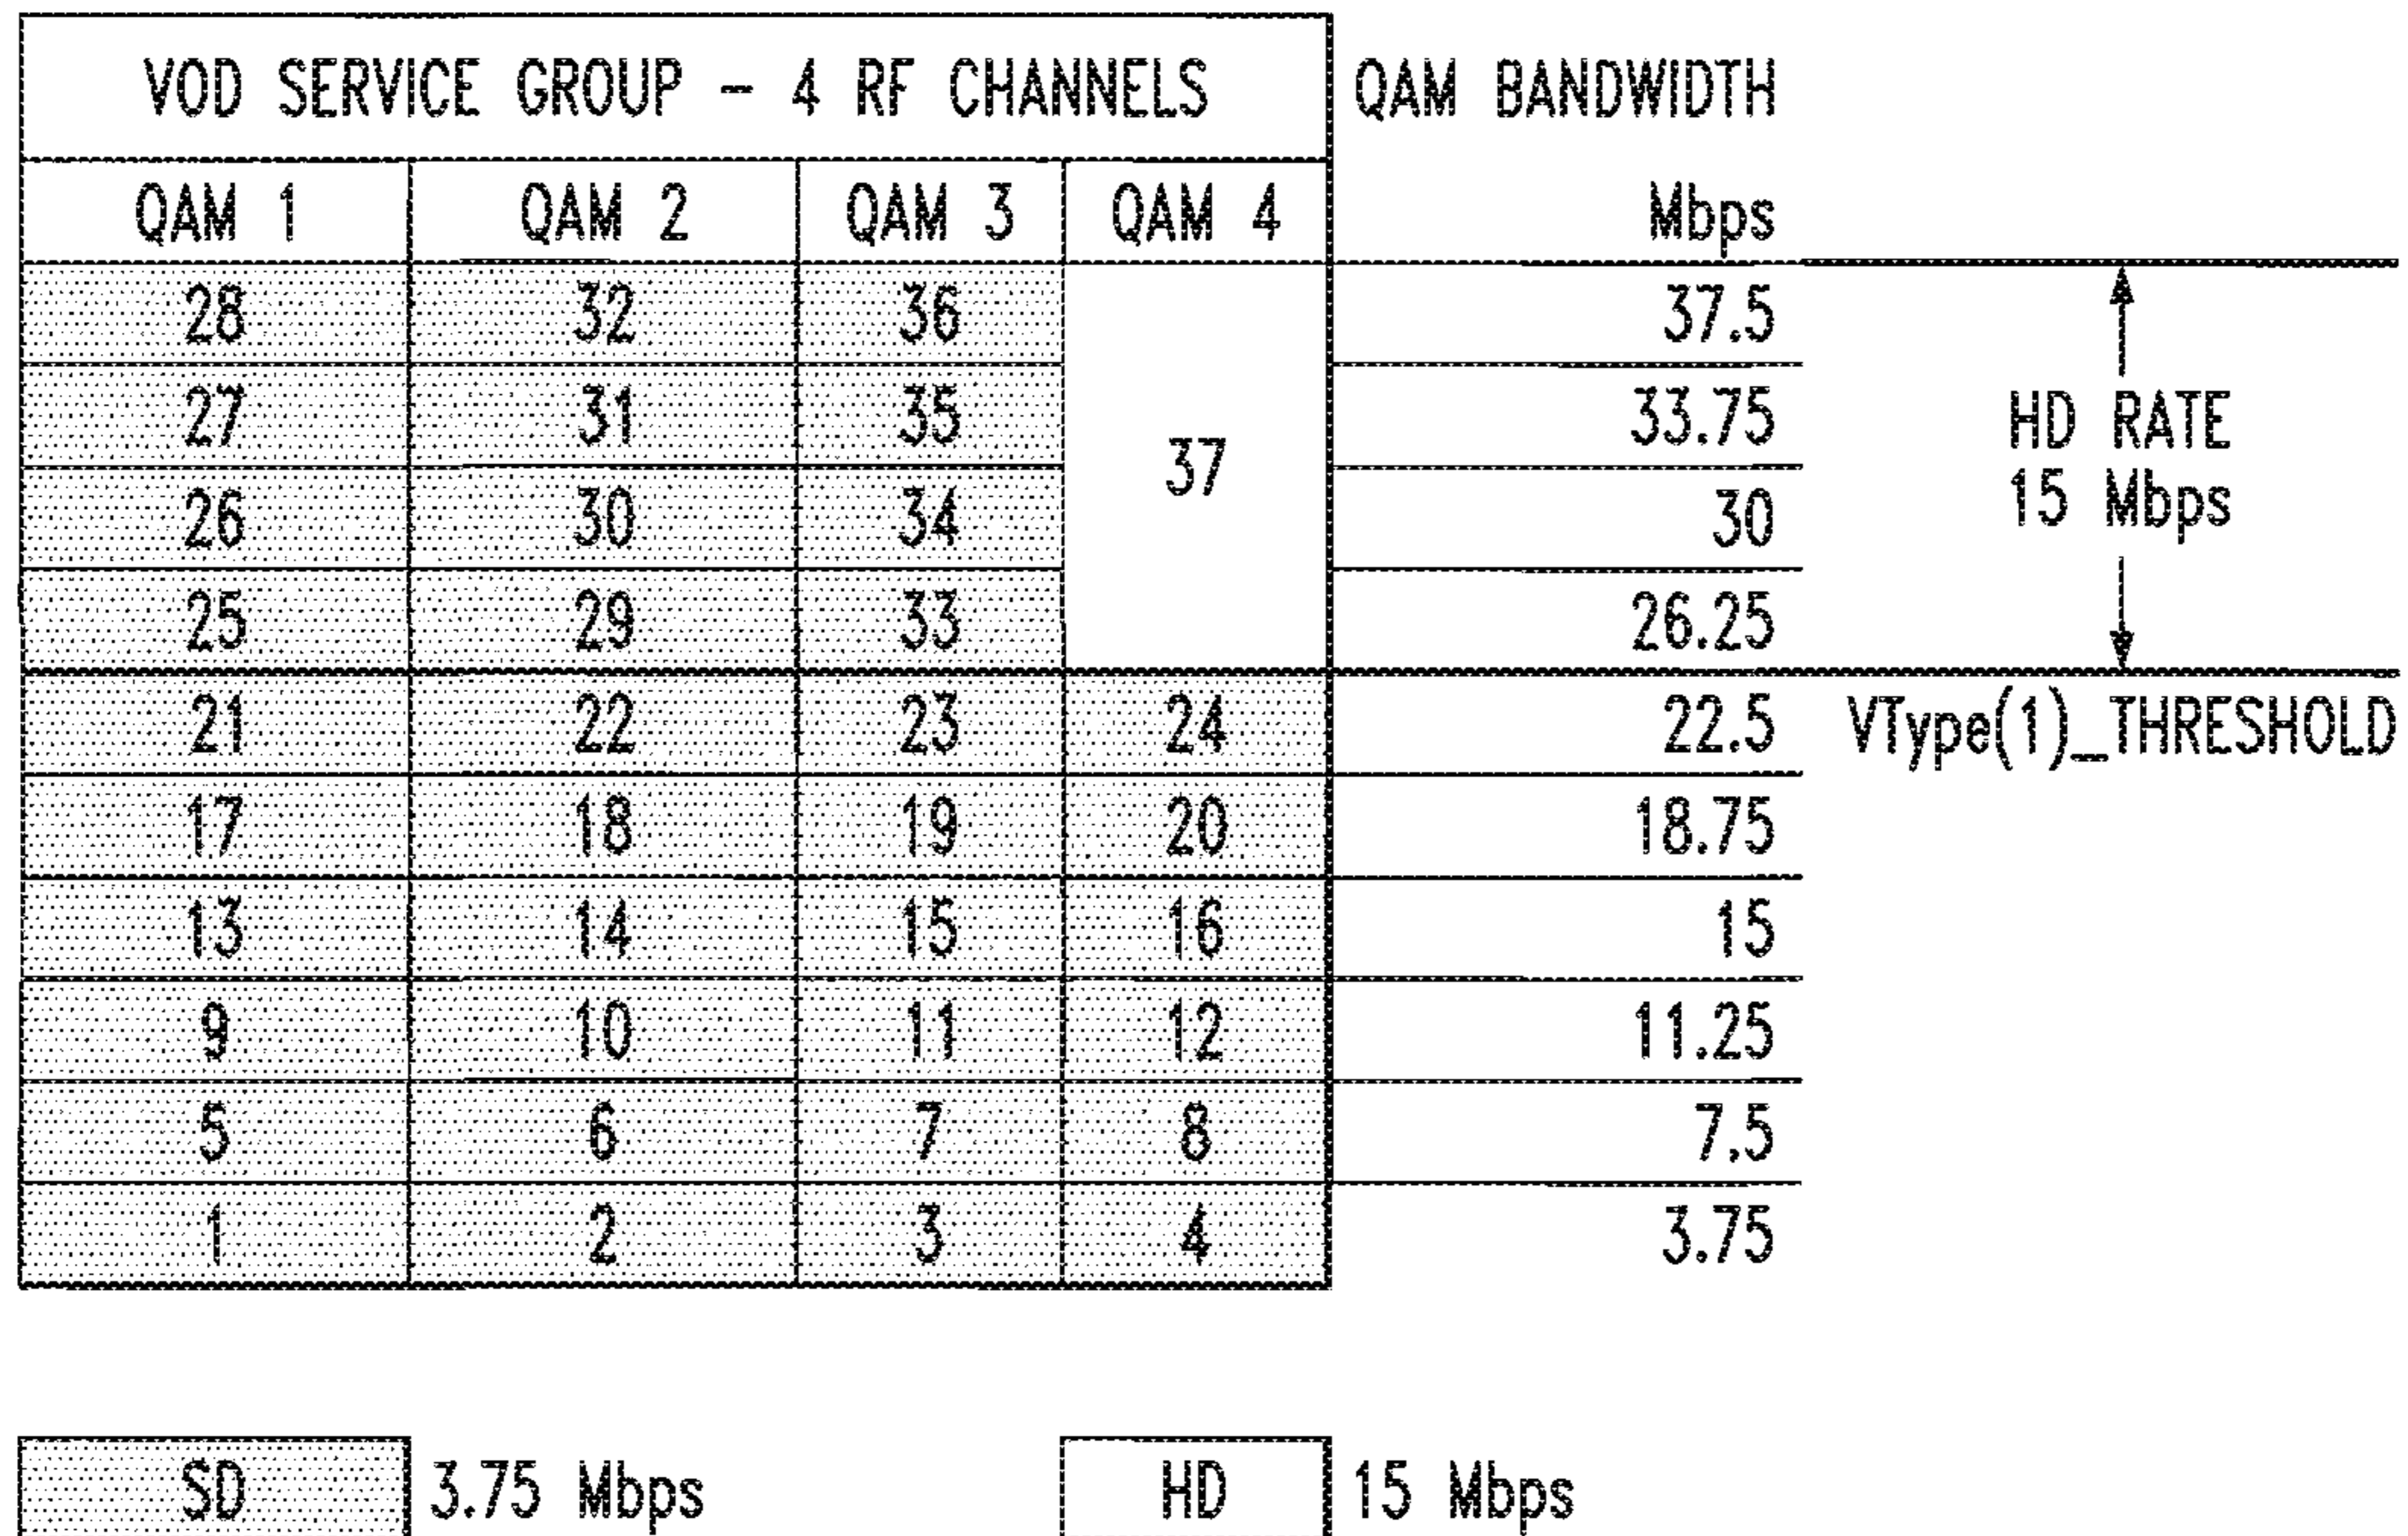 VOD SERVICE GROUP - 4 RF CHANNELS QAM BANDWIDTH
QAM 1 QAM 2 QAM 3 QAM 4 Mbps
28 32 36 37.5
27 31 35 33.75 HD RATE
37
26 30 34 30 15 Mbps
25 29 33 26.25
21 22 23 24 22.5 VType(1)_THRESHOLD
17 18 19 20 18.75
13 14 15 16 15
9 10 11 12 11.25
5 6 7 8 7.5
1 2 3 4 3.75
SD 3.75 Mbps HD 15 Mbps